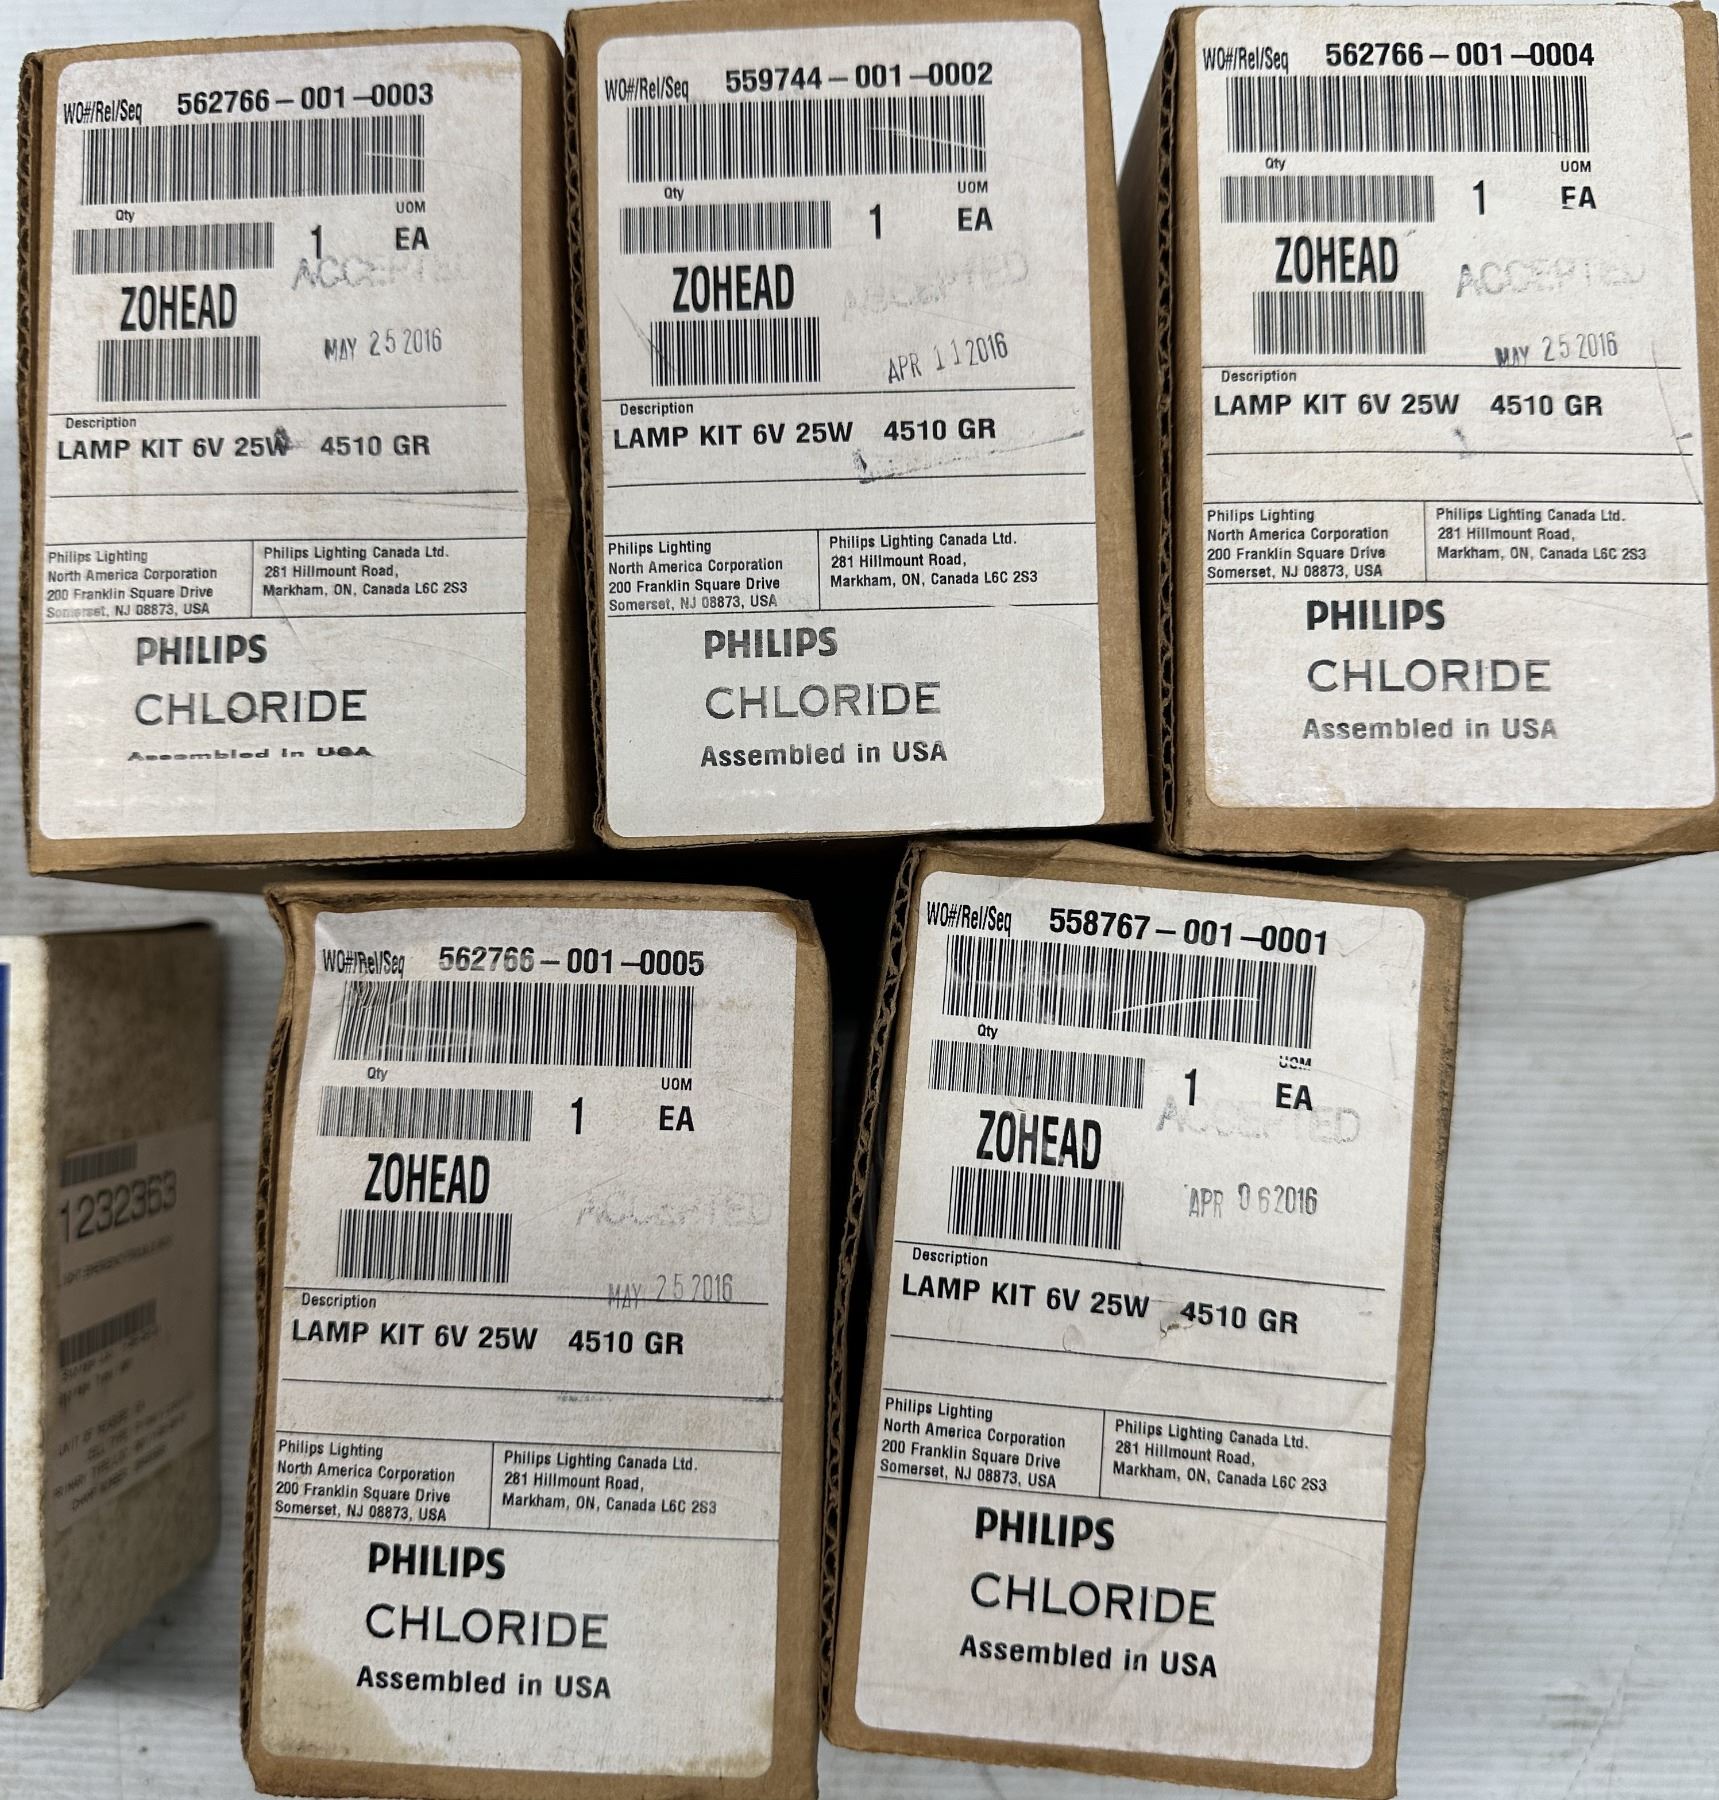 WO#/Rel/Seq 562766-001-0003
Qty
UOM
1 EA
ACCEPTED
ZOHEAD
MAY 25 2016
Description
LAMP KIT 6V 25W 4510 GR
Philips Lighting
North America Corporation
200 Franklin Square Drive
Somerset, NJ 08873, USA
Philips Lighting Canada Ltd.
281 Hillmount Road,
Markham, ON, Canada L6C 2S3
PHILIPS
CHLORIDE
Assembled in USA
WO#/Rel/Seq 559744-001-0002
Qty
UOM
1 EA
ACCEPTED
ZOHEAD
APR 11 2016
Description
LAMP KIT 6V 25W 4510 GR
Philips Lighting
North America Corporation
200 Franklin Square Drive
Somerset, NJ 08873, USA
Philips Lighting Canada Ltd.
281 Hillmount Road,
Markham, ON, Canada L6C 2S3
PHILIPS
CHLORIDE
Assembled in USA
WO#/Rel/Seq 562766-001-0004
Qty
UOM
1 EA
ZOHEAD
ACCEPTED
MAY 25 2016
Description
LAMP KIT 6V 25W 4510 GR
Philips Lighting
North America Corporation
200 Franklin Square Drive
Somerset, NJ 08873, USA
Philips Lighting Canada Ltd.
281 Hillmount Road,
Markham, ON, Canada L6C 2S3
PHILIPS
CHLORIDE
Assembled in USA
1232363
WO#/Rel/Seq 562766-001-0005
Qty
UOM
1 EA
ZOHEAD
ACCEPTED
MAY 25 2016
Description
LAMP KIT 6V 25W 4510 GR
Philips Lighting
North America Corporation
200 Franklin Square Drive
Somerset, NJ 08873, USA
Philips Lighting Canada Ltd.
281 Hillmount Road,
Markham, ON, Canada L6C 2S3
PHILIPS
CHLORIDE
Assembled in USA
WO#/Rel/Seq 558767-001-0001
Qty
UOM
1 EA
ACCEPTED
ZOHEAD
APR 06 2016
Description
LAMP KIT 6V 25W 4510 GR
Philips Lighting
North America Corporation
200 Franklin Square Drive
Somerset, NJ 08873, USA
Philips Lighting Canada Ltd.
281 Hillmount Road,
Markham, ON, Canada L6C 2S3
PHILIPS
CHLORIDE
Assembled in USA